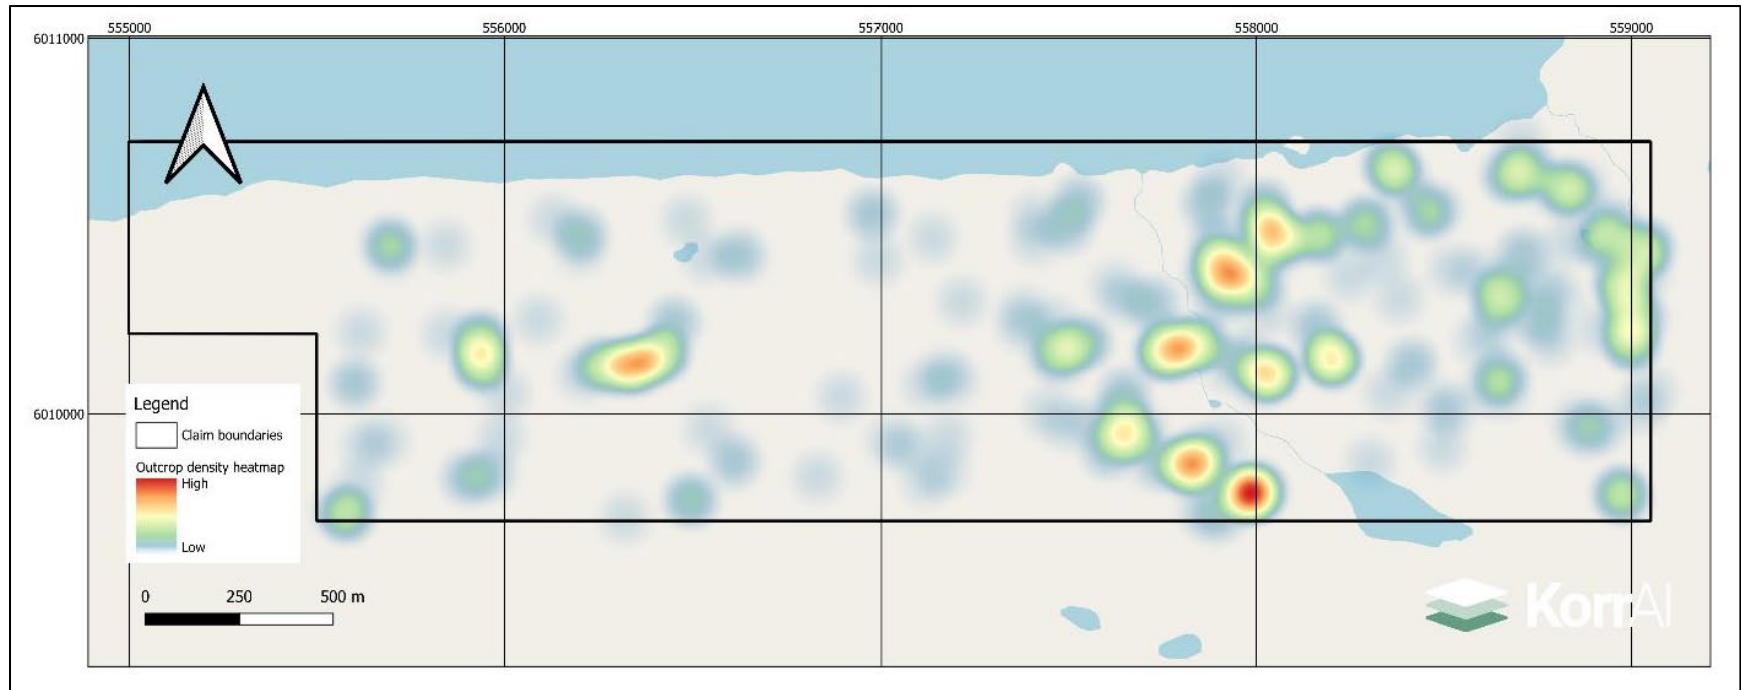 555000 556000 557000 558000 559000
6011000
6010000
Legend
Claim boundaries
Outcrop density heatmap
High
Low
0 250 500 m
KorrAI